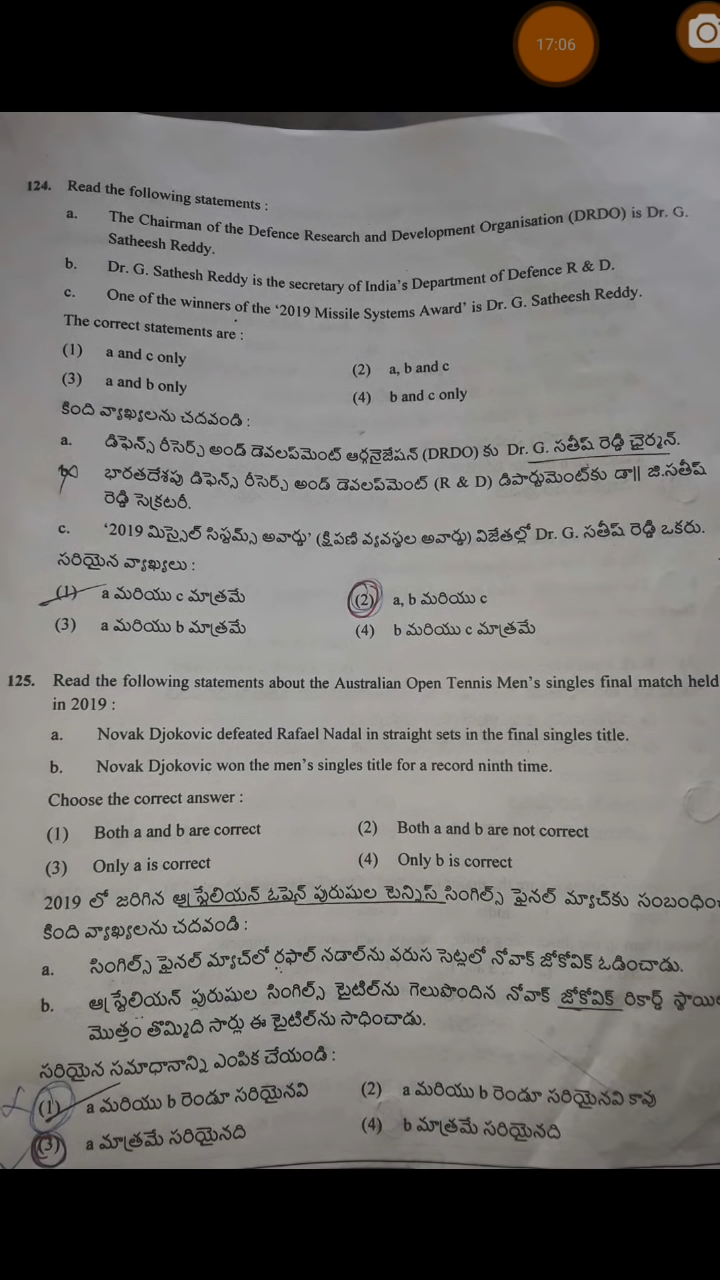 17:06
124. Read the following statements :
a. The Chairman of the Defence Research and Development Organisation (DRDO) is Dr. G.
Satheesh Reddy.
b. Dr. G. Sathesh Reddy is the secretary of India's Department of Defence R & D.
c. One of the winners of the '2019 Missile Systems Award' is Dr. G. Satheesh Reddy.
The correct statements are :
(1) a and c only (2) a, b and c
(3) a and b only (4) b and c only
కింది వ్యాఖ్యలను చదవండి :
a. డిఫెన్స్ రీసెర్చ్ అండ్ డెవలప్‌మెంట్ ఆర్గనైజేషన్ (DRDO) కు Dr. G. సతీష్ రెడ్డి చైర్మన్.
భారతదేశపు డిఫెన్స్ రీసెర్చ్ అండ్ డెవలప్‌మెంట్ (R & D) డిపార్టుమెంట్‌కు డా|| జి.సతీష్
రెడ్డి సెక్రటరీ.
c. '2019 మిస్సైల్ సిస్టమ్స్ అవార్డు' (క్షిపణి వ్యవస్థల అవార్డు) విజేతల్లో Dr. G. సతీష్ రెడ్డి ఒకరు.
సరియైన వ్యాఖ్యలు :
(1) a మరియు c మాత్రమే (2) a, b మరియు c
(3) a మరియు b మాత్రమే (4) b మరియు c మాత్రమే
125. Read the following statements about the Australian Open Tennis Men's singles final match held
in 2019 :
a. Novak Djokovic defeated Rafael Nadal in straight sets in the final singles title.
b. Novak Djokovic won the men's singles title for a record ninth time.
Choose the correct answer :
(1) Both a and b are correct (2) Both a and b are not correct
(3) Only a is correct (4) Only b is correct
2019 లో జరిగిన ఆస్ట్రేలియన్ ఓపెన్ పురుషుల టెన్నిస్ సింగిల్స్ ఫైనల్ మ్యాచ్‌కు
కింది వ్యాఖ్యలను చదవండి :
a. సింగిల్స్ ఫైనల్ మ్యాచ్‌లో రఫాల్ నడాల్‌ను వరుస సెట్లలో నోవాక్ జోకోవిక్ ఓడించాడు.
b. ఆస్ట్రేలియన్ పురుషుల సింగిల్స్ టైటిల్‌ను గెలుపొందిన నోవాక్ జోకోవిక్ రికార్డ్
మొత్తం తొమ్మిది సార్లు ఈ టైటిల్‌ను సాధించాడు.
సరియైన సమాధానాన్ని ఎంపిక చేయండి :
(1) a మరియు b రెండూ సరియైనవి (2) a మరియు b రెండూ సరియైనవి కావు
(3) a మాత్రమే సరియైనది (4) b మాత్రమే సరియైనది